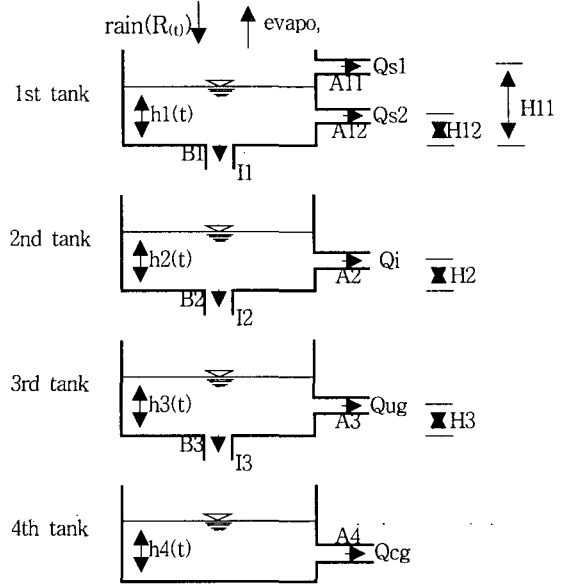 rain(R(t)) evapo,
1st tank h1(t) A11 Qs1 H11
A12 Qs2 H12
B1 I1
2nd tank h2(t) A2 Qi H2
B2 I2
3rd tank h3(t) A3 Qug H3
B3 I3
4th tank h4(t) A4 Qcg